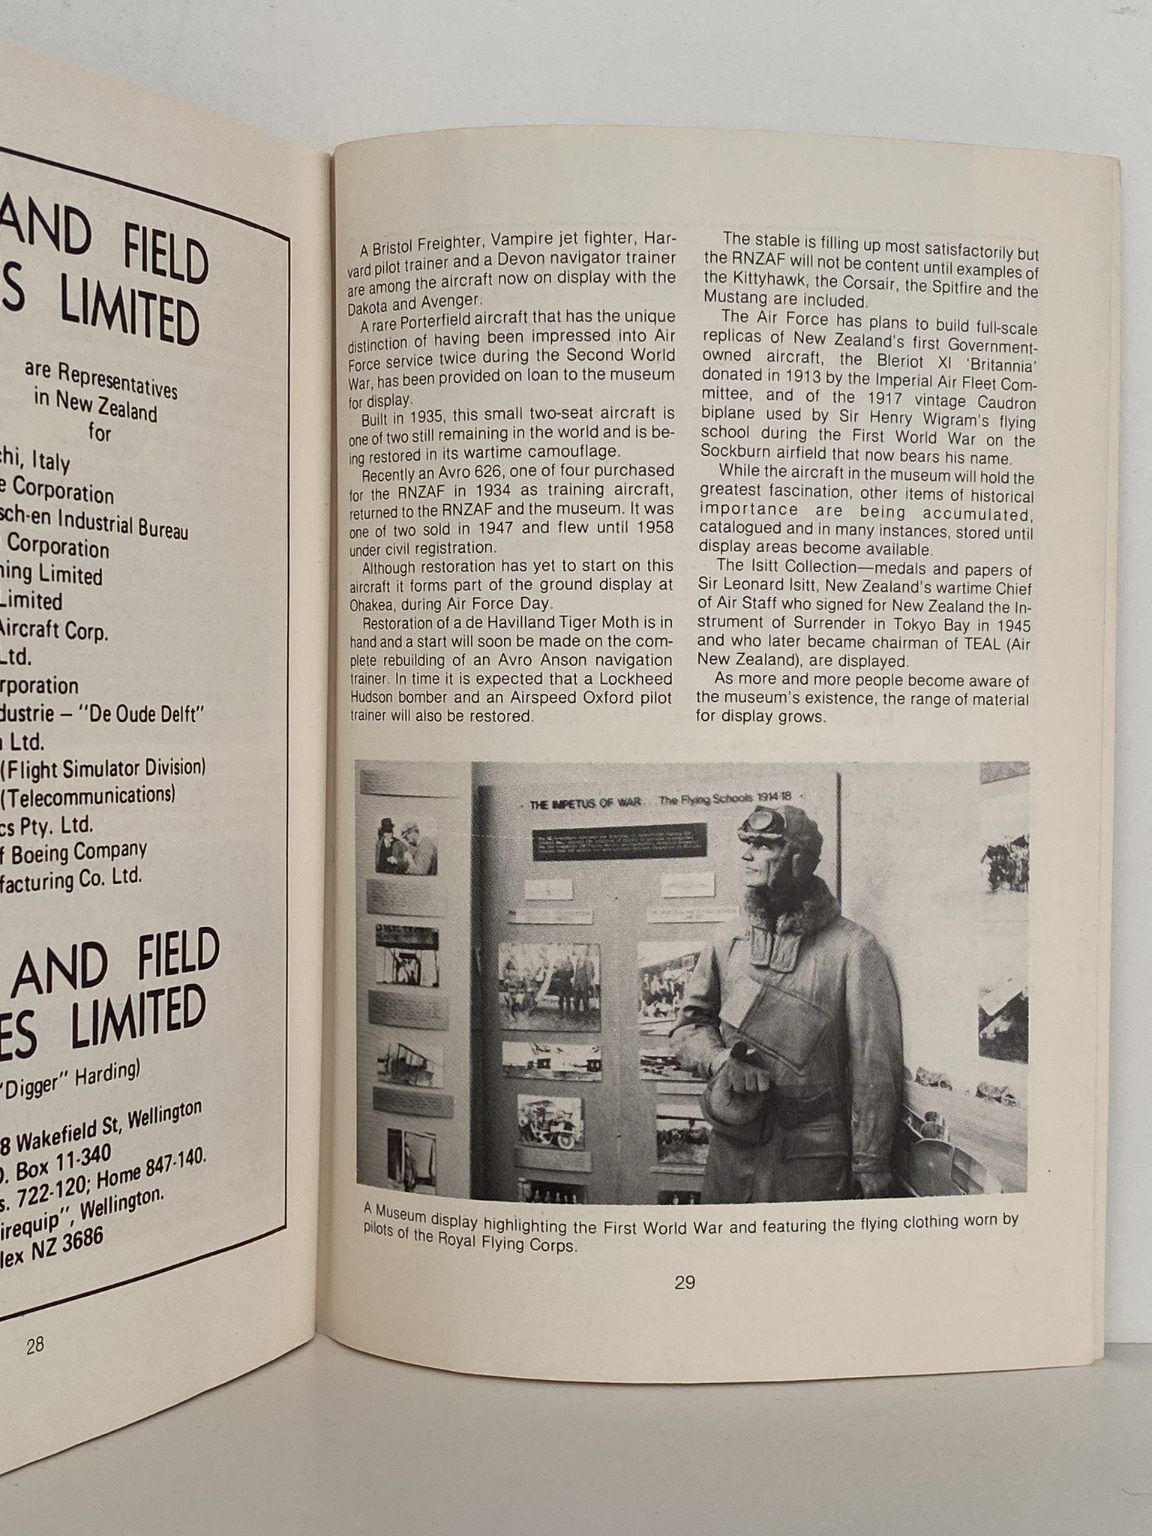 AND FIELD
S LIMITED
are Representatives
in New Zealand
for
chi, Italy
e Corporation
sch-en Industrial Bureau
Corporation
ning Limited
Limited
Aircraft Corp.
Ltd.
rporation
dustrie – "De Oude Delft"
Ltd.
(Flight Simulator Division)
(Telecommunications)
cs Pty. Ltd.
f Boeing Company
facturing Co. Ltd.
AND FIELD
ES LIMITED
"Digger" Harding)
8 Wakefield St, Wellington
O. Box 11-340
s. 722-120; Home 847-140.
irequip", Wellington.
lex NZ 3686
28
A Bristol Freighter, Vampire jet fighter, Har-
vard pilot trainer and a Devon navigator trainer
are among the aircraft now on display with the
Dakota and Avenger.
A rare Porterfield aircraft that has the unique
distinction of having been impressed into Air
Force service twice during the Second World
War, has been provided on loan to the museum
for display.
Built in 1935, this small two-seat aircraft is
one of two still remaining in the world and is be-
ing restored in its wartime camouflage.
Recently an Avro 626, one of four purchased
for the RNZAF in 1934 as training aircraft,
returned to the RNZAF and the museum. It was
one of two sold in 1947 and flew until 1958
under civil registration.
Although restoration has yet to start on this
aircraft it forms part of the ground display at
Ohakea, during Air Force Day.
Restoration of a de Havilland Tiger Moth is in
hand and a start will soon be made on the com-
plete rebuilding of an Avro Anson navigation
trainer. In time it is expected that a Lockheed
Hudson bomber and an Airspeed Oxford pilot
trainer will also be restored.
The stable is filling up most satisfactorily but
the RNZAF will not be content until examples of
the Kittyhawk, the Corsair, the Spitfire and the
Mustang are included.
The Air Force has plans to build full-scale
replicas of New Zealand's first Government-
owned aircraft, the Bleriot XI 'Britannia'
donated in 1913 by the Imperial Air Fleet Com-
mittee, and of the 1917 vintage Caudron
biplane used by Sir Henry Wigram's flying
school during the First World War on the
Sockburn airfield that now bears his name.
While the aircraft in the museum will hold the
greatest fascination, other items of historical
importance are being accumulated,
catalogued and in many instances, stored until
display areas become available.
The Isitt Collection—medals and papers of
Sir Leonard Isitt, New Zealand's wartime Chief
of Air Staff who signed for New Zealand the In-
strument of Surrender in Tokyo Bay in 1945
and who later became chairman of TEAL (Air
New Zealand), are displayed.
As more and more people become aware of
the museum's existence, the range of material
for display grows.
THE IMPETUS OF WAR . . The Flying Schools 1914-18
A Museum display highlighting the First World War and featuring the flying clothing worn by
pilots of the Royal Flying Corps.
29